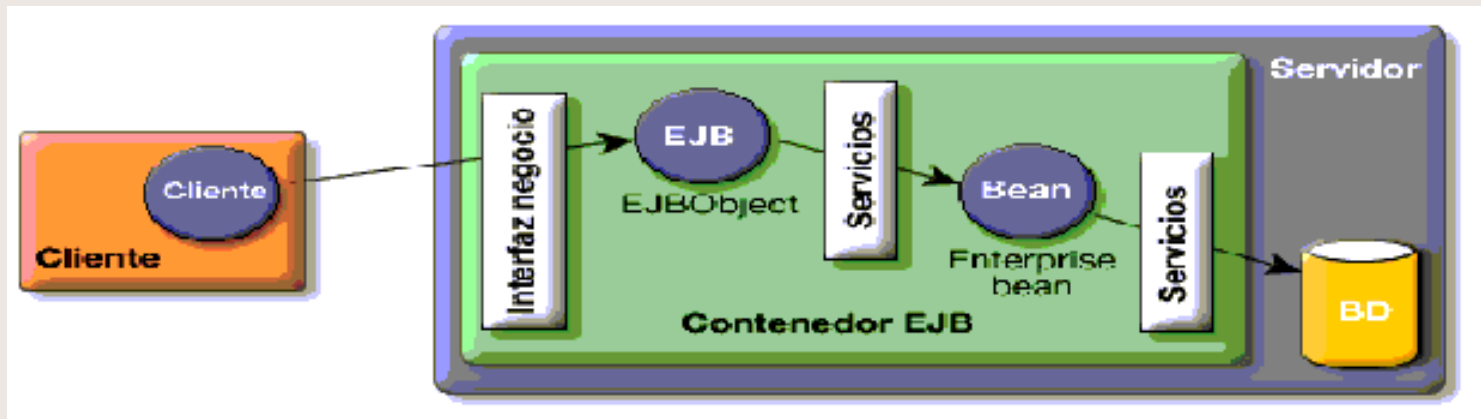 Servidor
Cliente
Cliente
Interfaz negocio
EJB
EJBObject
Servicios
Bean
Enterprise
bean
Servicios
Contenedor EJB
BD